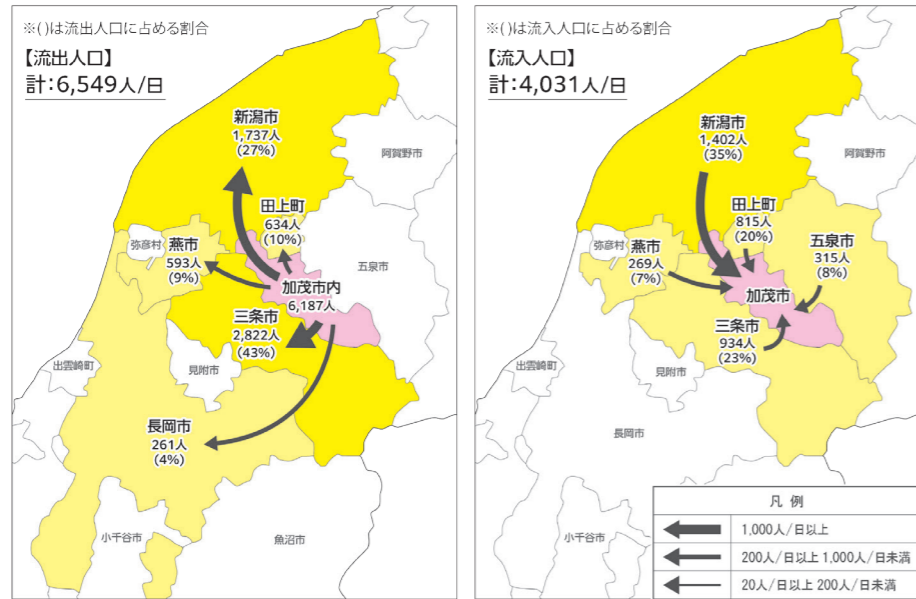 ※()は流出人口に占める割合
【流出人口】
計:6,549人/日
新潟市
1,737人
(27%)
阿賀野市
田上町
634人
(10%)
弥彦村
燕市
593人
(9%)
五泉市
加茂市内
6,187人
三条市
2,822人
(43%)
出雲崎町
見附市
長岡市
261人
(4%)
小千谷市
魚沼市
※()は流入人口に占める割合
【流入人口】
計:4,031人/日
新潟市
1,402人
(35%)
阿賀野市
田上町
815人
(20%)
弥彦村
燕市
269人
(7%)
五泉市
315人
(8%)
加茂市
三条市
934人
(23%)
出雲崎町
見附市
長岡市
小千谷市
凡 例
1,000人/日以上
200人/日以上 1,000人/日未満
20人/日以上 200人/日未満